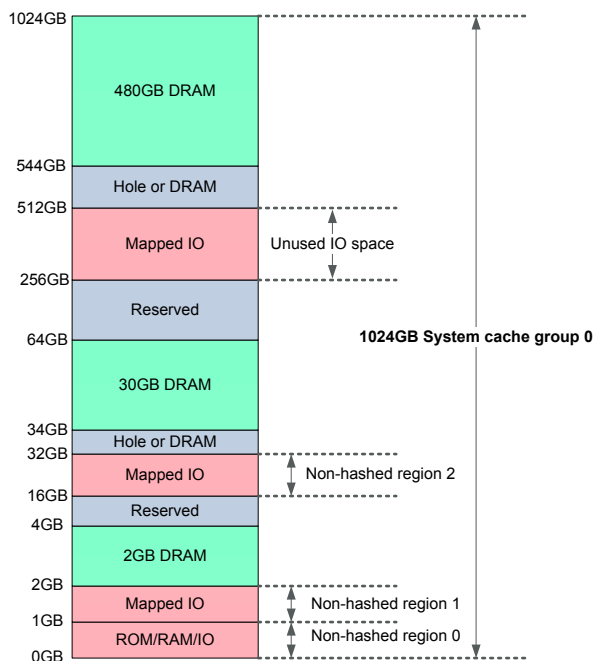 1024GB
480GB DRAM
544GB
Hole or DRAM
512GB
Mapped IO
Unused IO space
256GB
Reserved
64GB
1024GB System cache group 0
30GB DRAM
34GB
Hole or DRAM
32GB
Mapped IO
Non-hashed region 2
16GB
Reserved
4GB
2GB DRAM
2GB
Mapped IO
Non-hashed region 1
1GB
ROM/RAM/IO
Non-hashed region 0
0GB